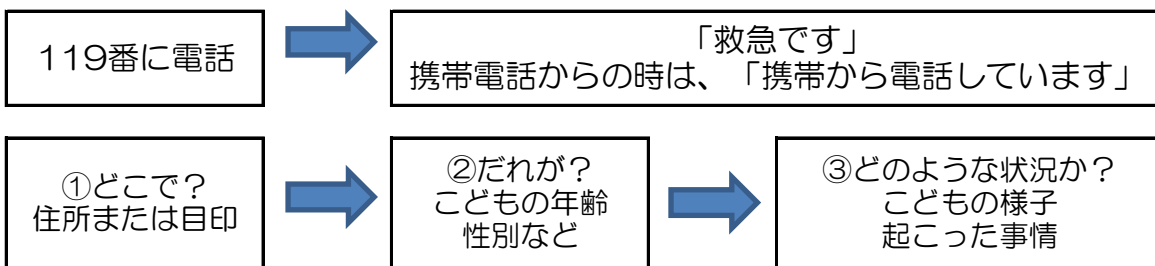 119番に電話
「救急です」
携帯電話からの時は、「携帯から電話しています」
①どこで？
住所または目印
②だれが？
こどもの年齢
性別など
③どのような状況か？
こどもの様子
起こった事情